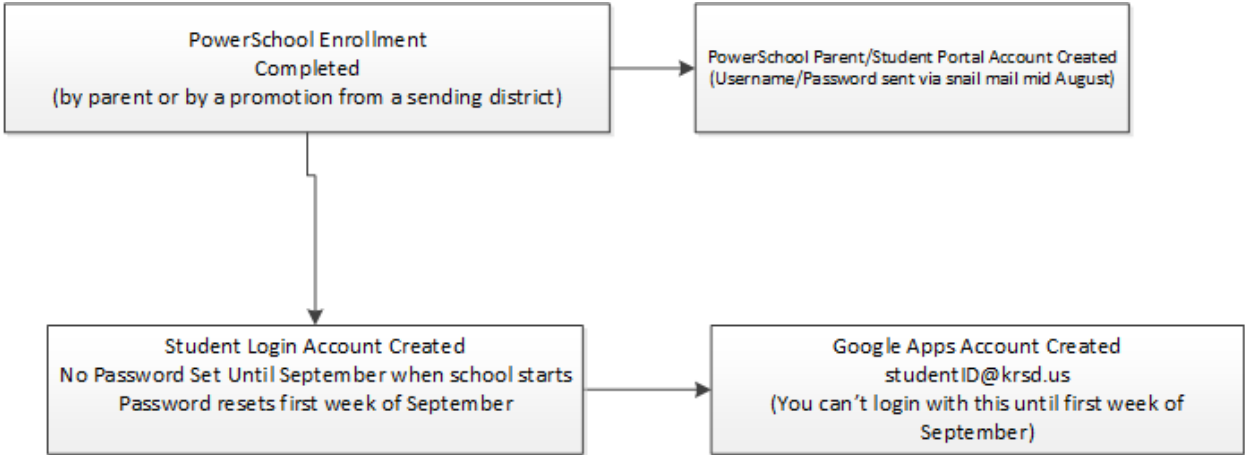 PowerSchool Enrollment
Completed
(by parent or by a promotion from a sending district)
PowerSchool Parent/Student Portal Account Created
(Username/Password sent via snail mail mid August)
Student Login Account Created
No Password Set Until September when school starts
Password resets first week of September
Google Apps Account Created
studentID@krsd.us
(You can't login with this until first week of
September)